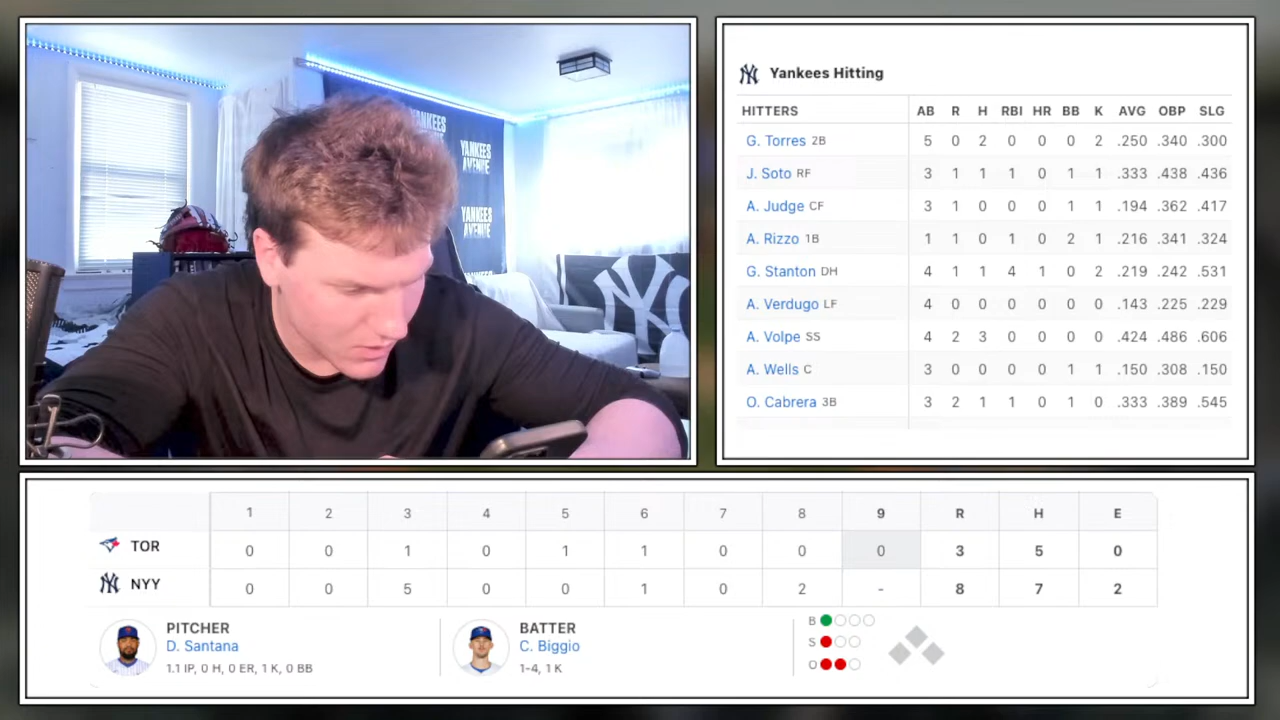 YANKEES
YANKEES
AVENUE
YANKEES
AVENUE
Yankees Hitting
HITTERS AB R H RBI HR BB K AVG OBP SLG
G. Torres 2B 5 0 2 0 0 0 2 .250 .340 .300
J. Soto RF 3 1 1 1 0 1 1 .333 .438 .436
A. Judge CF 3 1 0 0 0 1 1 .194 .362 .417
A. Rizzo 1B 1 1 0 1 0 2 1 .216 .341 .324
G. Stanton DH 4 1 1 4 1 0 2 .219 .242 .531
A. Verdugo LF 4 0 0 0 0 0 0 .143 .225 .229
A. Volpe SS 4 2 3 0 0 0 0 .424 .486 .606
A. Wells C 3 0 0 0 0 1 1 .150 .308 .150
O. Cabrera 3B 3 2 1 1 0 1 0 .333 .389 .545
1 2 3 4 5 6 7 8 9 R H E
TOR 0 0 1 0 1 1 0 0 0 3 5 0
NYY 0 0 5 0 0 1 0 2 - 8 7 2
PITCHER
D. Santana
1.1 IP, 0 H, 0 ER, 1 K, 0 BB
BATTER
C. Biggio
1-4, 1 K
B
S
O